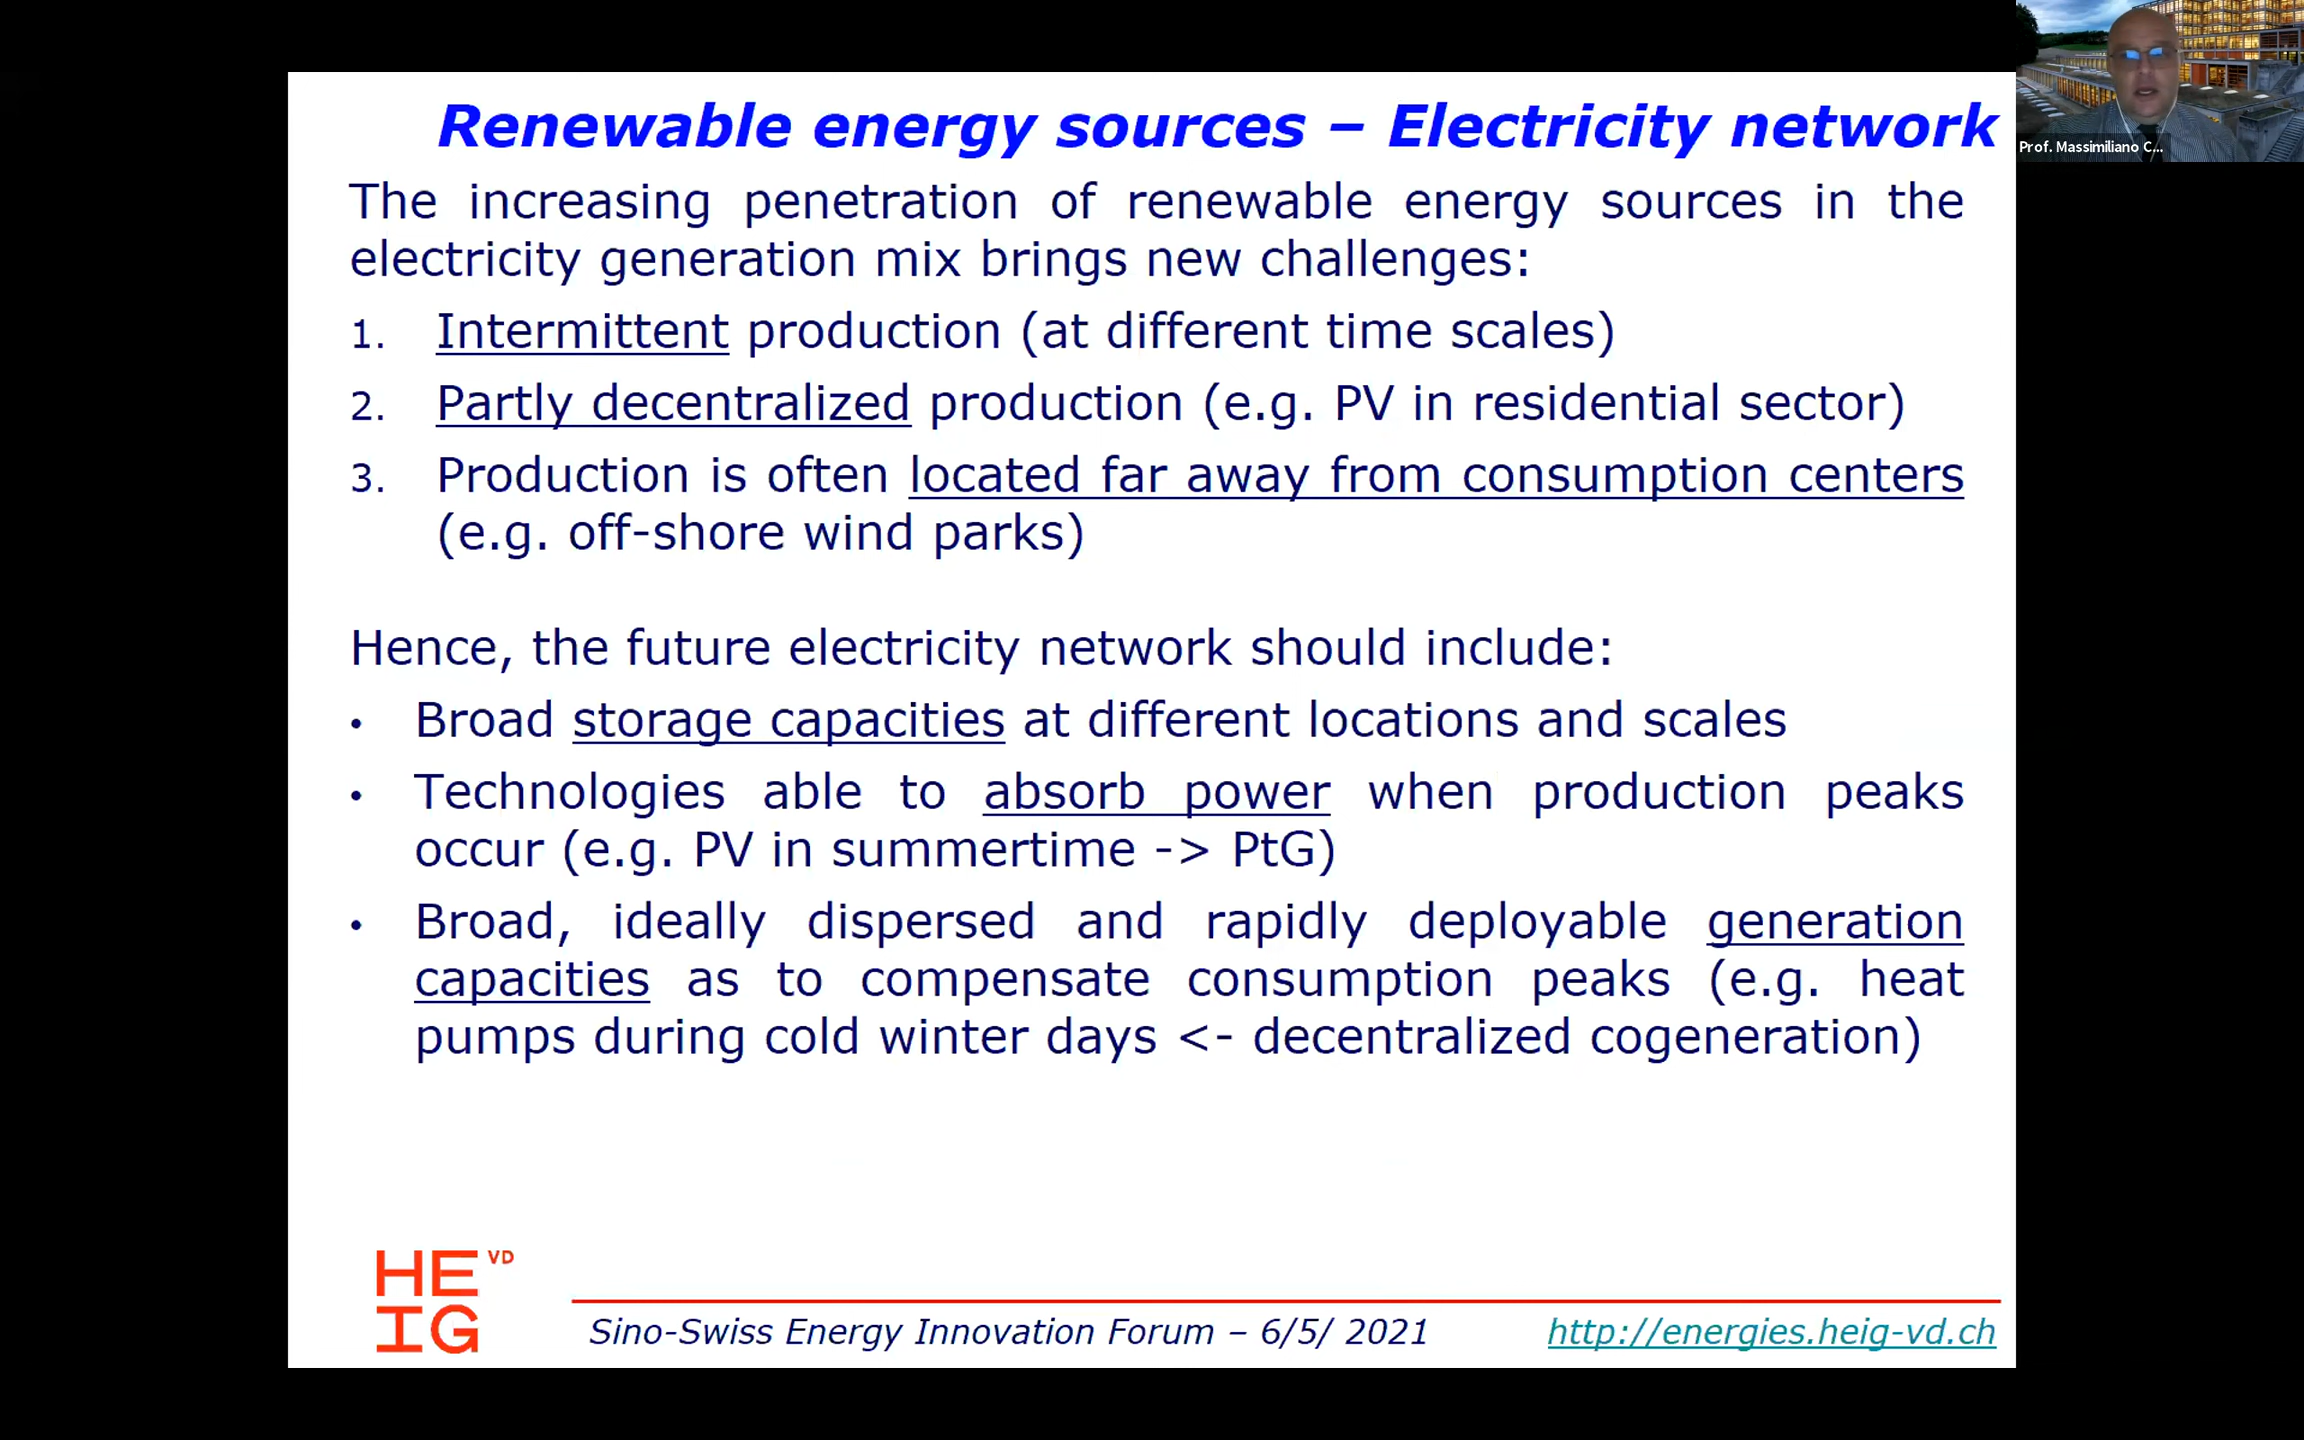 Renewable energy sources – Electricity network
Prof. Massimiliano C...
The increasing penetration of renewable energy sources in the
electricity generation mix brings new challenges:
1. Intermittent production (at different time scales)
2. Partly decentralized production (e.g. PV in residential sector)
3. Production is often located far away from consumption centers
(e.g. off-shore wind parks)
Hence, the future electricity network should include:
• Broad storage capacities at different locations and scales
• Technologies able to absorb power when production peaks
occur (e.g. PV in summertime -> PtG)
• Broad, ideally dispersed and rapidly deployable generation
capacities as to compensate consumption peaks (e.g. heat
pumps during cold winter days <- decentralized cogeneration)
HE VD
IG
Sino-Swiss Energy Innovation Forum – 6/5/ 2021 http://energies.heig-vd.ch